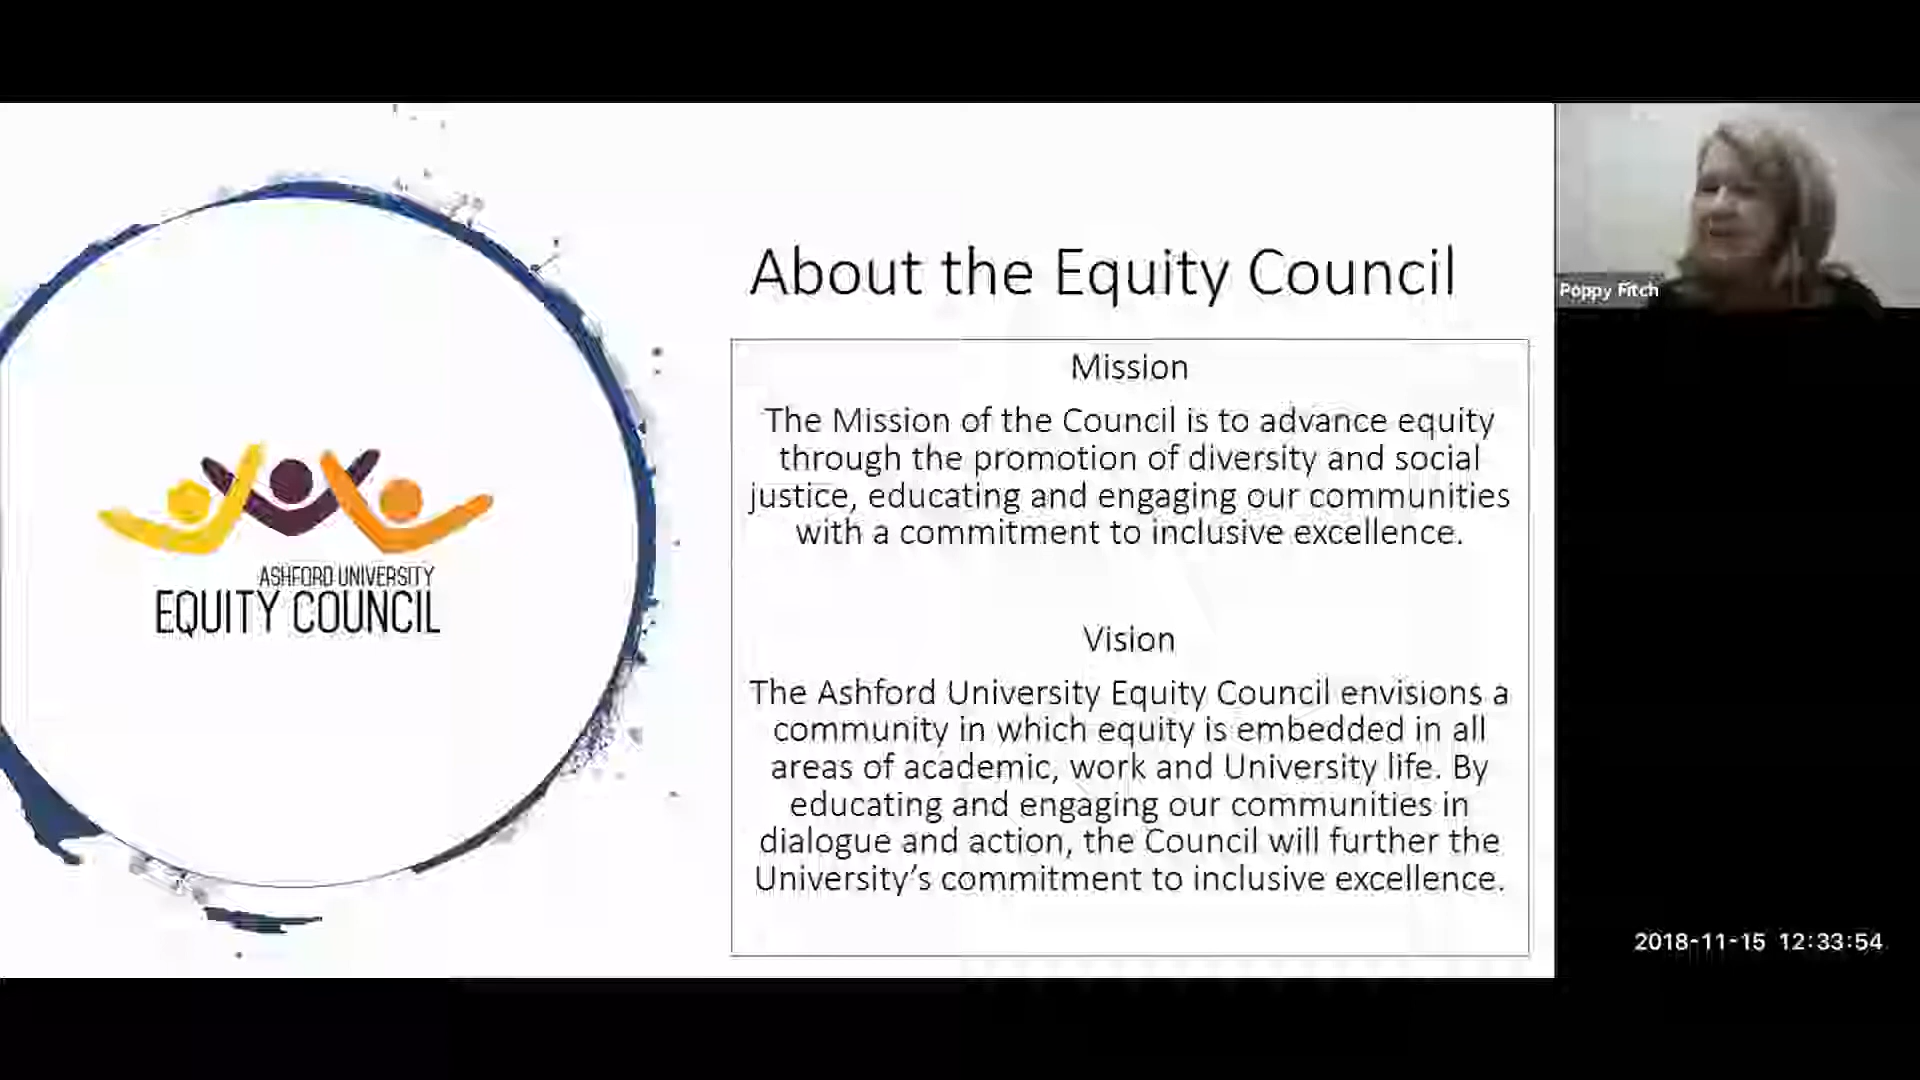 About the Equity Council
Mission
The Mission of the Council is to advance equity
through the promotion of diversity and social
justice, educating and engaging our communities
with a commitment to inclusive excellence.
Vision
The Ashford University Equity Council envisions a
community in which equity is embedded in all
areas of academic, work and University life. By
educating and engaging our communities in
dialogue and action, the Council will further the
University's commitment to inclusive excellence.
ASHFORD UNIVERSITY
EQUITY COUNCIL
Poppy Fitch
2018-11-15 12:33:54